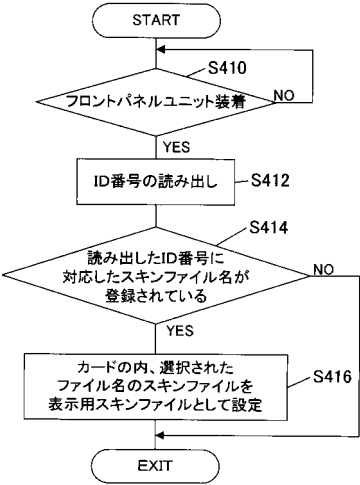 START
S410
フロントパネルユニット装着
NO
YES
ID番号の読み出し
S412
S414
読み出したID番号に
対応したスキンファイル名が
登録されている
NO
YES
カードの内、選択された
ファイル名のスキンファイルを
表示用スキンファイルとして設定
S416
EXIT